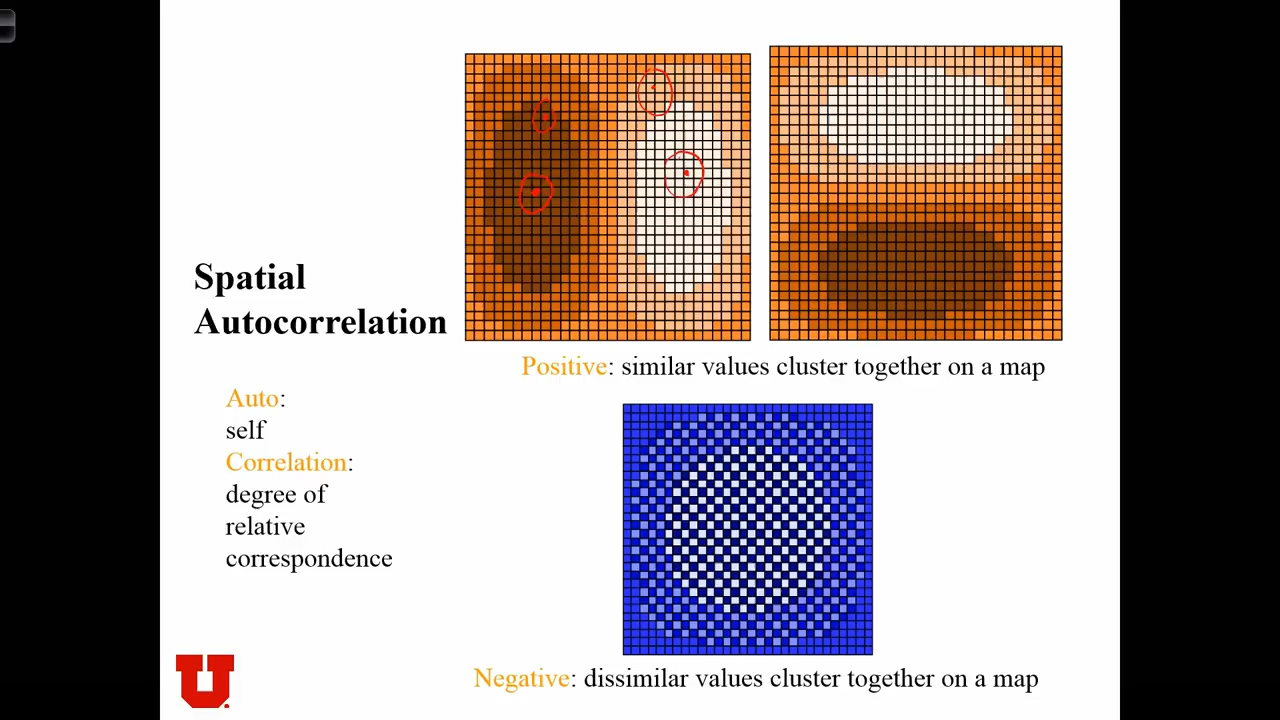 Spatial
Autocorrelation
Auto:
self
Correlation:
degree of
relative
correspondence
Positive: similar values cluster together on a map
Negative: dissimilar values cluster together on a map
U